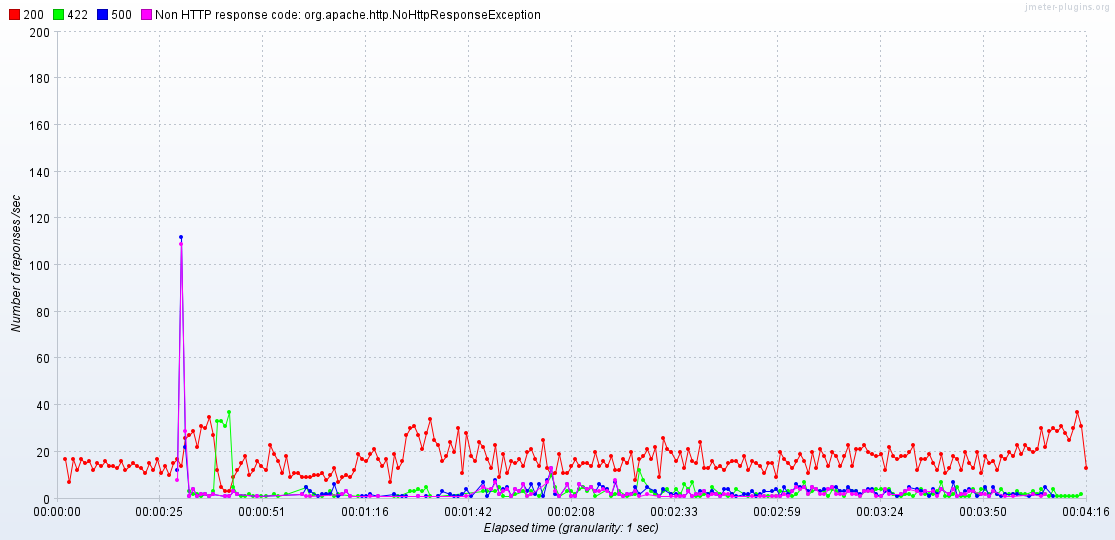 jmeter-plugins.org
200 422 500 Non HTTP response code: org.apache.http.NoHttpResponseException
200
180
160
140
120
100
80
60
40
20
0
Number of reponses /sec
00:00:00 00:00:25 00:00:51 00:01:16 00:01:42 00:02:08 00:02:33 00:02:59 00:03:24 00:03:50 00:04:16
Elapsed time (granularity: 1 sec)